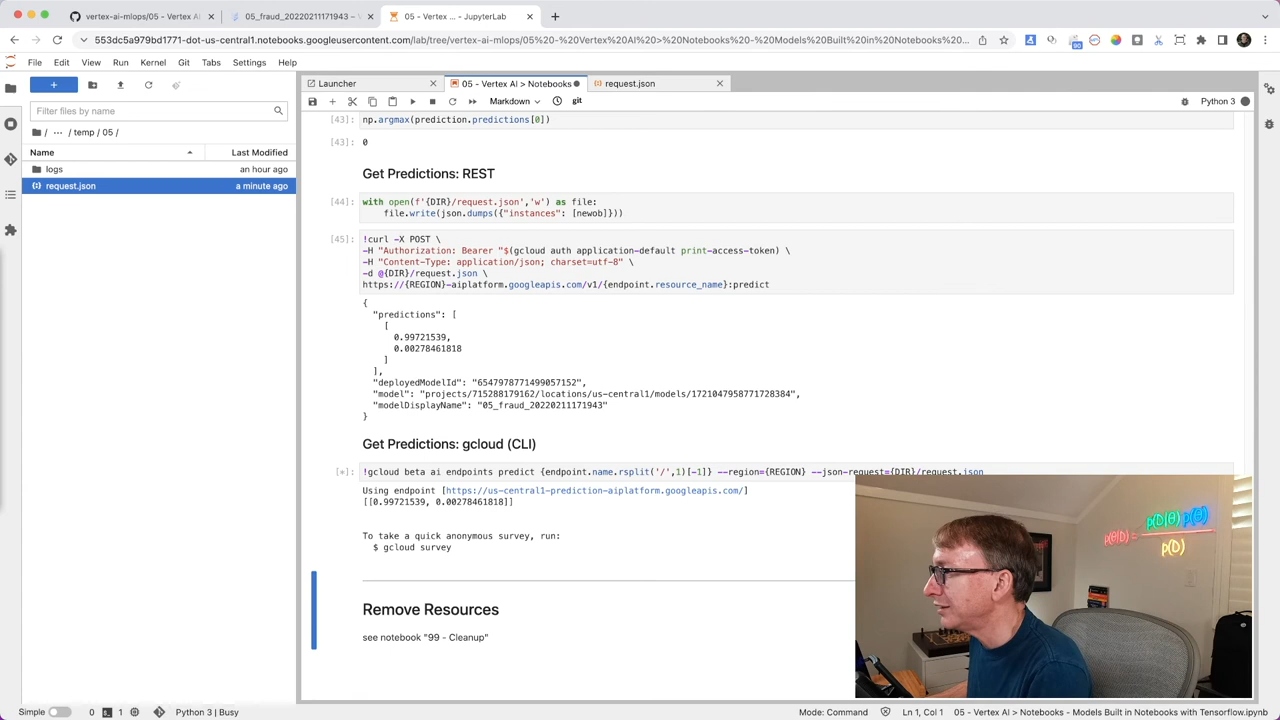 vertex-ai-mlops/05 - Vertex AI
05_fraud_20220211171943 – V
05 - Vertex ... - JupyterLab
553dc5a979bd1771-dot-us-central1.notebooks.googleusercontent.com/lab/tree/vertex-ai-mlops/05%20-%20Vertex%20AI%20>%20Notebooks%20-%20Models%20Built%20in%20Notebooks%20...
File Edit View Run Kernel Git Tabs Settings Help
Launcher
05 - Vertex AI > Notebooks
request.json
Filter files by name
Markdown
git
Python 3
/ ... / temp / 05 /
Name
Last Modified
logs
an hour ago
request.json
a minute ago
[43]: np.argmax(prediction.predictions[0])
[43]: 0
Get Predictions: REST
[44]: with open(f'{DIR}/request.json','w') as file:
file.write(json.dumps({"instances": [newob]}))
[45]: !curl -X POST \
-H "Authorization: Bearer "$(gcloud auth application-default print-access-token) \
-H "Content-Type: application/json; charset=utf-8" \
-d @{DIR}/request.json \
https://{REGION}-aiplatform.googleapis.com/v1/{endpoint.resource_name}:predict
{
"predictions": [
[
0.99721539,
0.00278461818
]
],
"deployedModelId": "6547978771499057152",
"model": "projects/715288179162/locations/us-central1/models/1721047958771728384",
"modelDisplayName": "05_fraud_20220211171943"
}
Get Predictions: gcloud (CLI)
[*]: !gcloud beta ai endpoints predict {endpoint.name.rsplit('/',1)[-1]} --region={REGION} --json-request={DIR}/request.json
Using endpoint [https://us-central1-prediction-aiplatform.googleapis.com/]
[[0.99721539, 0.00278461818]]
To take a quick anonymous survey, run:
$ gcloud survey
Remove Resources
see notebook "99 - Cleanup"
p(θ|D) = p(D|θ) p(θ)
p(D)
Simple 0 1 Python 3 | Busy
Mode: Command Ln 1, Col 1 05 - Vertex AI > Notebooks - Models Built in Notebooks with Tensorflow.ipynb